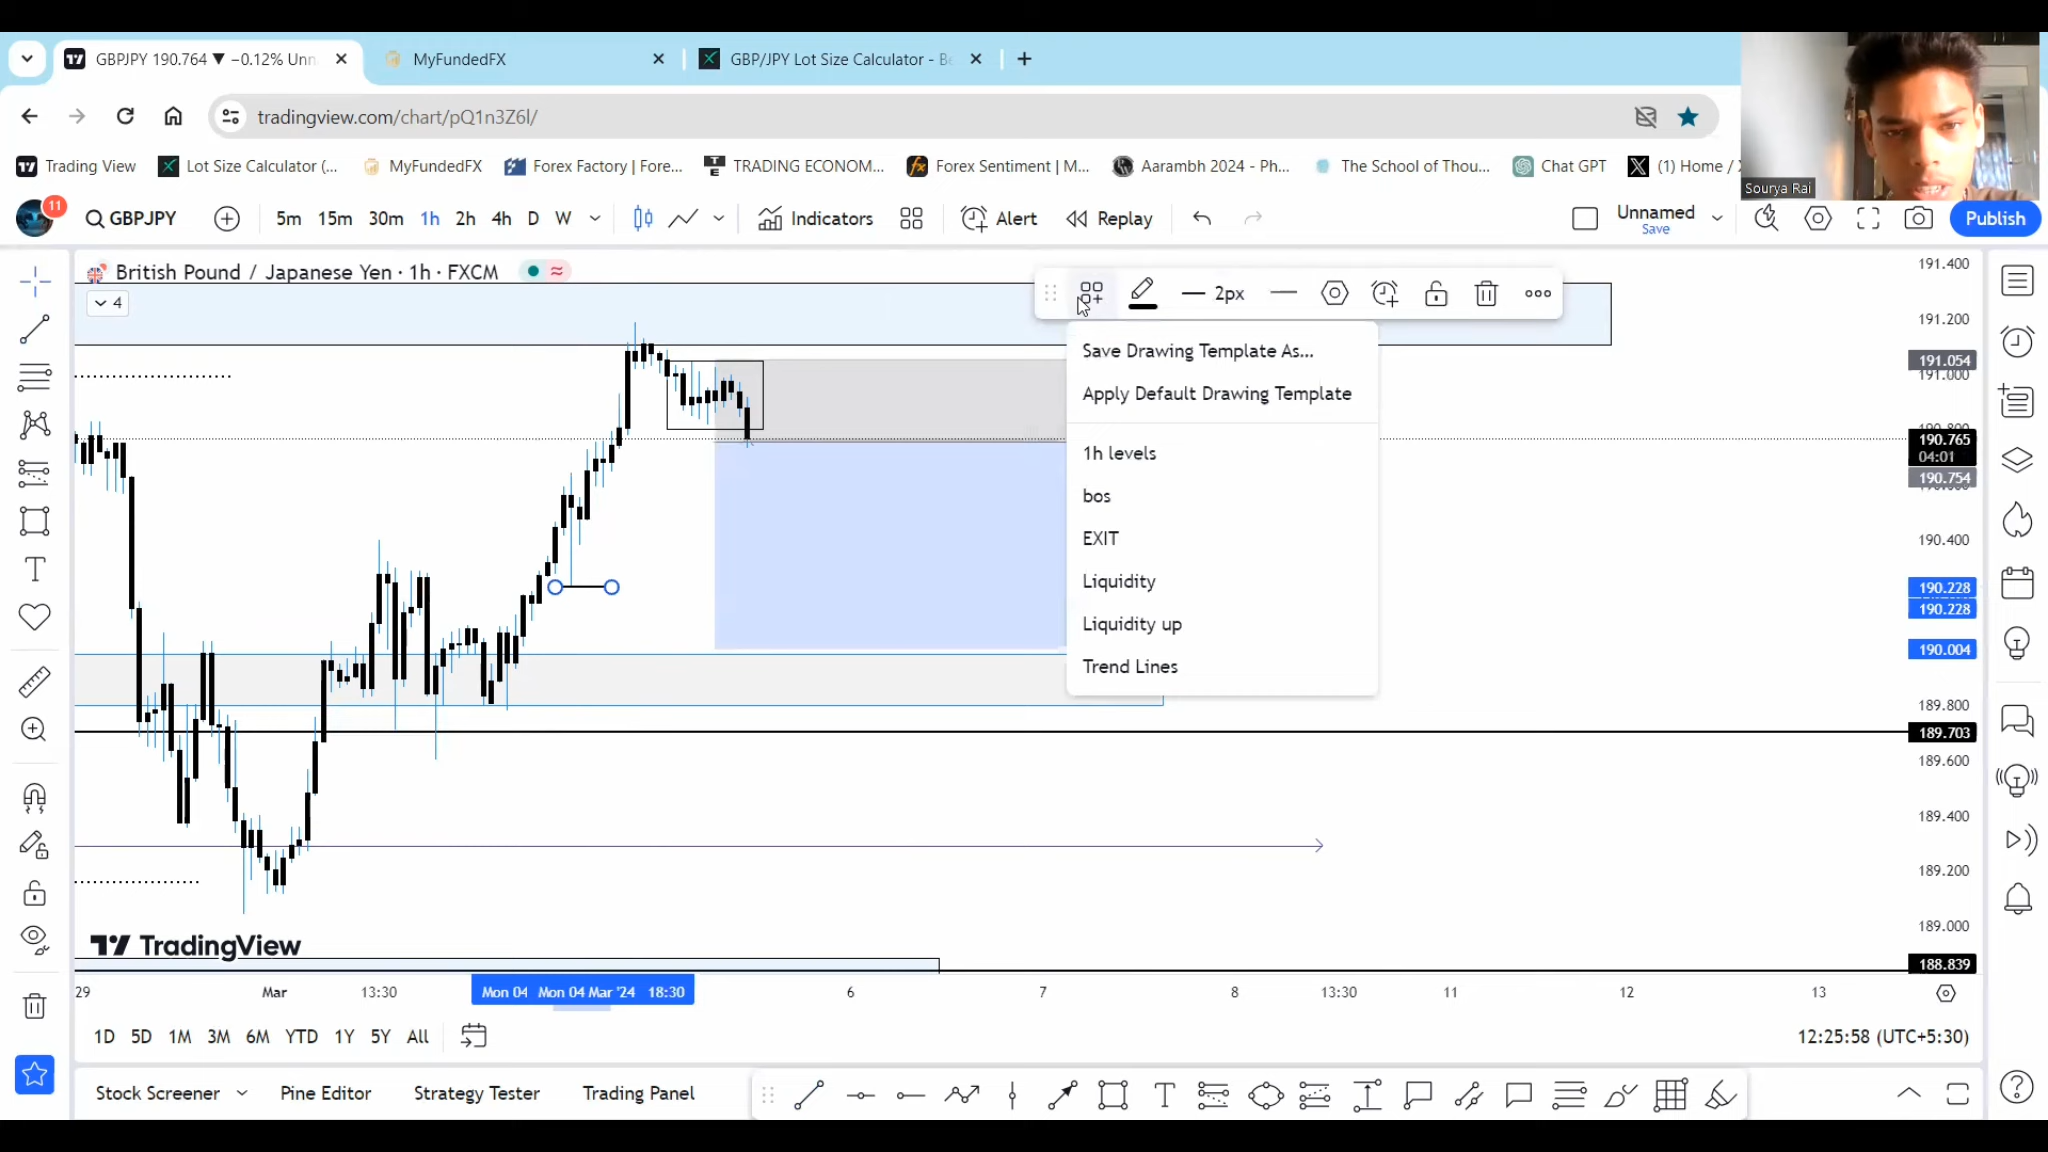 GBPJPY 190.764 ▼ −0.12% Unn
MyFundedFX
GBP/JPY Lot Size Calculator - B
tradingview.com/chart/pQ1n3Z6l/
Trading View
Lot Size Calculator (...
MyFundedFX
Forex Factory | Fore...
TRADING ECONOM...
Forex Sentiment | M...
Aarambh 2024 - Ph...
The School of Thou...
Chat GPT
(1) Home /
Sourya Rai
11
GBPJPY
5m 15m 30m 1h 2h 4h D W
Indicators
Alert
Replay
Unnamed
Save
Publish
British Pound / Japanese Yen · 1h · FXCM
4
2px
Save Drawing Template As...
Apply Default Drawing Template
1h levels
bos
EXIT
Liquidity
Liquidity up
Trend Lines
191.400
191.200
191.054
191.000
190.765
04:01
190.754
190.400
190.228
190.228
190.004
189.800
189.703
189.600
189.400
189.200
189.000
188.839
TradingView
29 Mar 13:30 Mon 04 Mon 04 Mar '24 18:30 6 7 8 13:30 11 12 13
1D 5D 1M 3M 6M YTD 1Y 5Y All
12:25:58 (UTC+5:30)
Stock Screener Pine Editor Strategy Tester Trading Panel